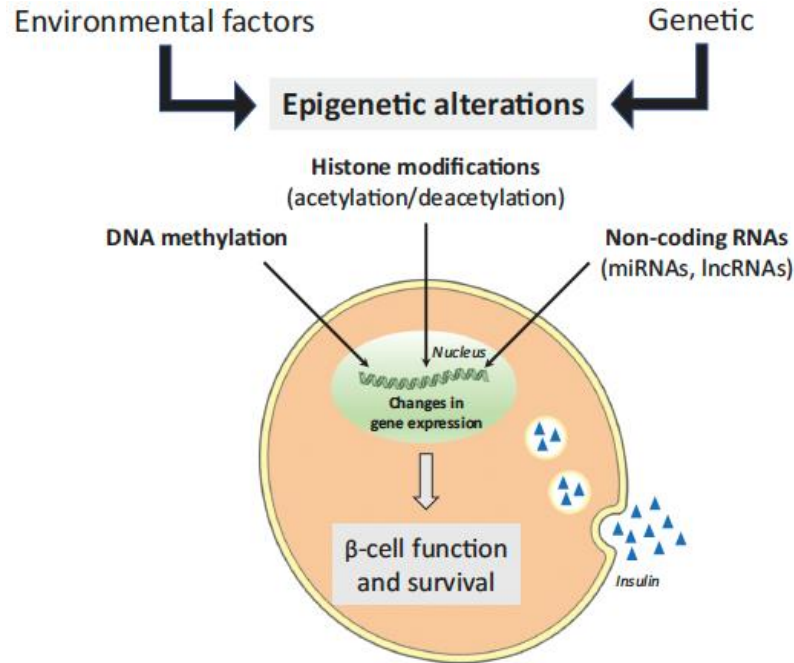 Environmental factors
Genetic
Epigenetic alterations
Histone modifications
(acetylation/deacetylation)
DNA methylation
Non-coding RNAs
(miRNAs, lncRNAs)
Nucleus
Changes in
gene expression
β-cell function
and survival
Insulin